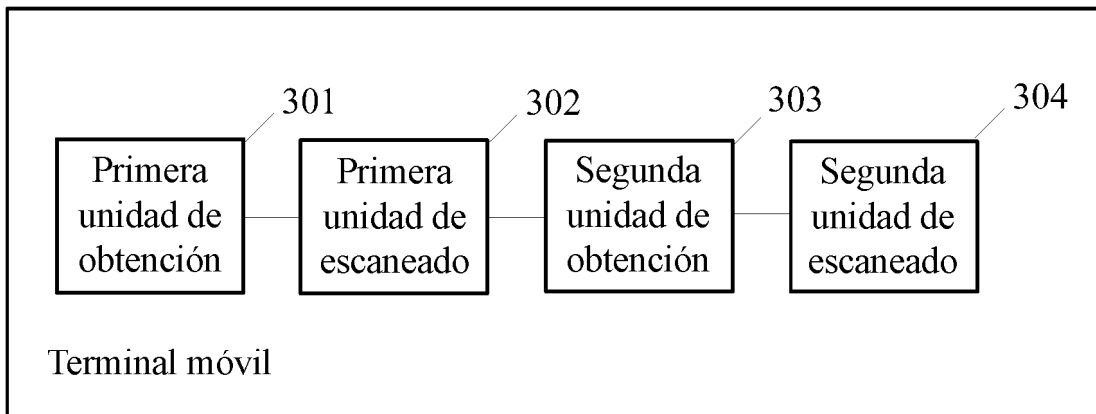 301
302
303
304
Primera
unidad de
obtención
Primera
unidad de
escaneado
Segunda
unidad de
obtención
Segunda
unidad de
escaneado
Terminal móvil